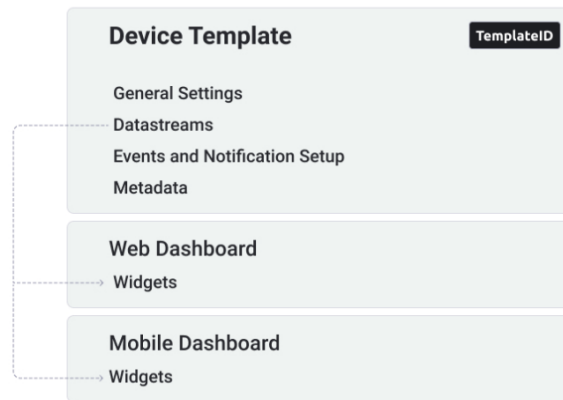 Device Template
TemplateID
General Settings
Datastreams
Events and Notification Setup
Metadata
Web Dashboard
Widgets
Mobile Dashboard
Widgets